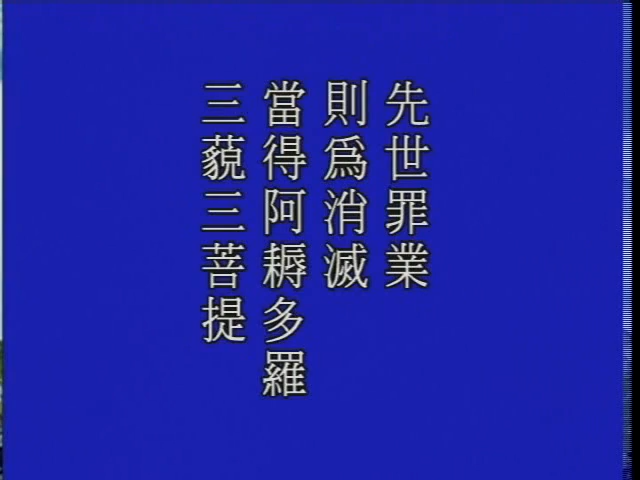 先世罪業
則為消滅
當得阿耨多羅
三藐三菩提